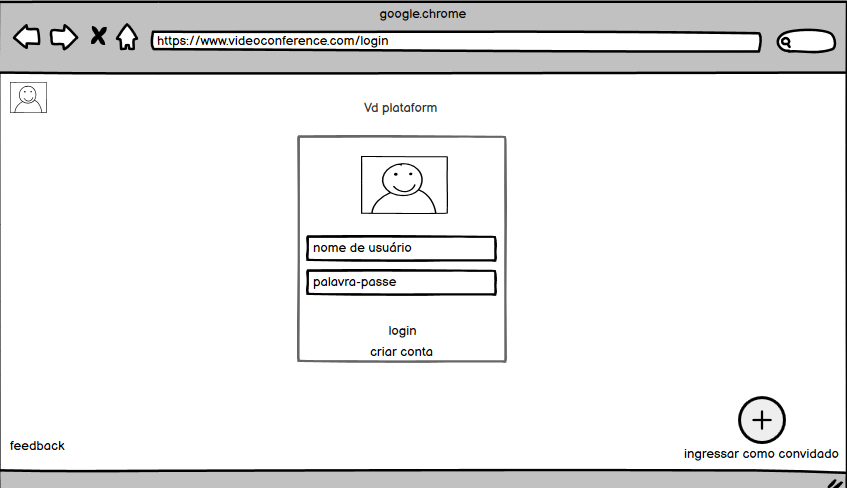 google.chrome
https://www.videoconference.com/login
Vd plataform
nome de usuário
palavra-passe
login
criar conta
feedback
ingressar como convidado